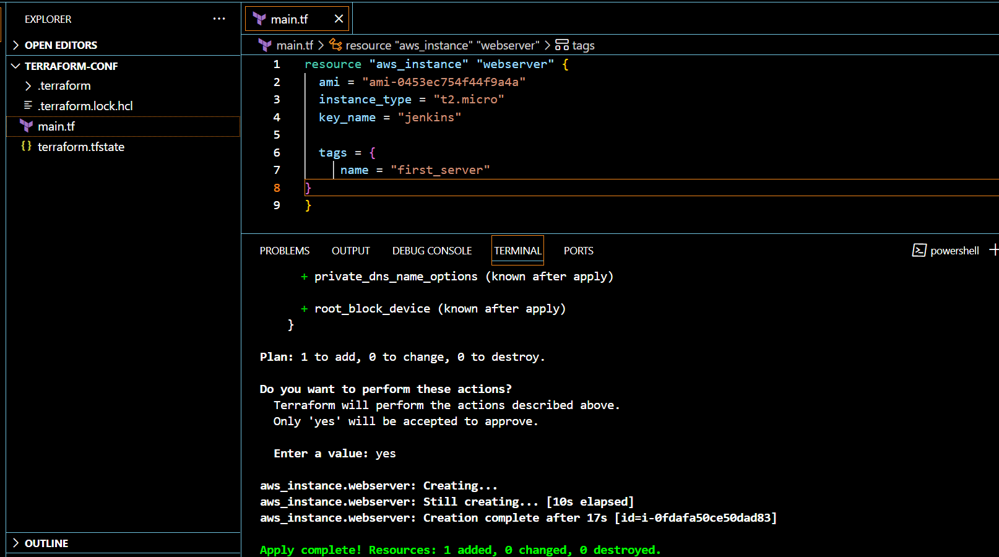 EXPLORER
OPEN EDITORS
TERRAFORM-CONF
.terraform
.terraform.lock.hcl
main.tf
terraform.tfstate
OUTLINE
main.tf
main.tf > resource "aws_instance" "webserver" > tags
1 resource "aws_instance" "webserver" {
2 ami = "ami-0453ec754f44f9a4a"
3 instance_type = "t2.micro"
4 key_name = "jenkins"
5
6 tags = {
7 name = "first_server"
8 }
9 }
PROBLEMS OUTPUT DEBUG CONSOLE TERMINAL PORTS powershell
+ private_dns_name_options (known after apply)
+ root_block_device (known after apply)
}
Plan: 1 to add, 0 to change, 0 to destroy.
Do you want to perform these actions?
Terraform will perform the actions described above.
Only 'yes' will be accepted to approve.
Enter a value: yes
aws_instance.webserver: Creating...
aws_instance.webserver: Still creating... [10s elapsed]
aws_instance.webserver: Creation complete after 17s [id=i-0fdafa50ce50dad83]
Apply complete! Resources: 1 added, 0 changed, 0 destroyed.